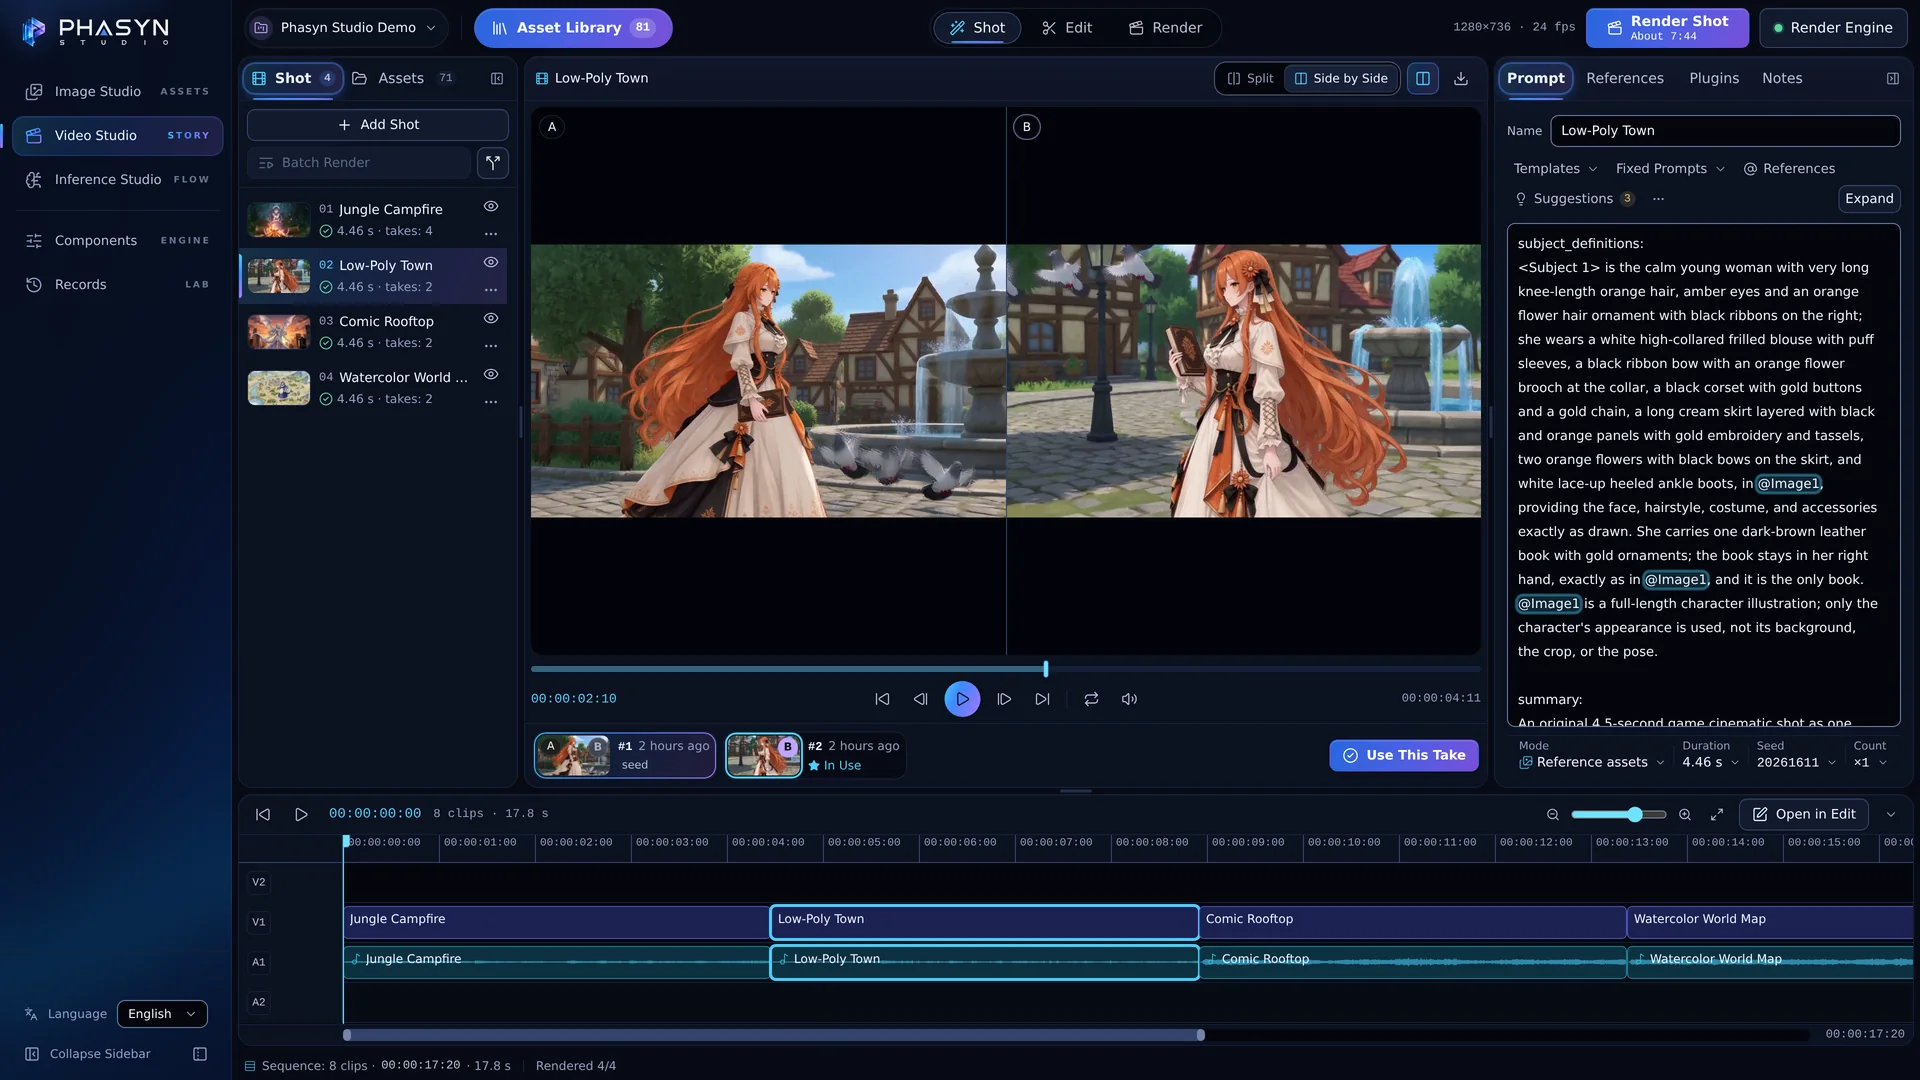 PHASYN
STUDIO
Phasyn Studio Demo
Asset Library 81
Shot
Edit
Render
1280×736 · 24 fps
Render Shot
About 7:44
Render Engine
Image Studio ASSETS
Video Studio STORY
Inference Studio FLOW
Components ENGINE
Records LAB
Language English
Collapse Sidebar
Shot 4
Assets 71
Add Shot
Batch Render
01 Jungle Campfire
4.46 s · takes: 4
02 Low-Poly Town
4.46 s · takes: 2
03 Comic Rooftop
4.46 s · takes: 2
04 Watercolor World ...
4.46 s · takes: 2
Low-Poly Town
Split
Side by Side
A
B
00:00:02:10
00:00:04:11
A B #1 2 hours ago
seed
B #2 2 hours ago
In Use
Use This Take
Prompt
References
Plugins
Notes
Name Low-Poly Town
Templates
Fixed Prompts
@ References
Suggestions 3 ...
Expand
subject_definitions:
<Subject 1> is the calm young woman with very long
knee-length orange hair, amber eyes and an orange
flower hair ornament with black ribbons on the right;
she wears a white high-collared frilled blouse with puff
sleeves, a black ribbon bow with an orange flower
brooch at the collar, a black corset with gold buttons
and a gold chain, a long cream skirt layered with black
and orange panels with gold embroidery and tassels,
two orange flowers with black bows on the skirt, and
white lace-up heeled ankle boots, in @Image1,
providing the face, hairstyle, costume, and accessories
exactly as drawn. She carries one dark-brown leather
book with gold ornaments; the book stays in her right
hand, exactly as in @Image1, and it is the only book.
@Image1 is a full-length character illustration; only the
character's appearance is used, not its background,
the crop, or the pose.
summary:
An original 4.5-second game cinematic shot as one
Mode
Reference assets
Duration
4.46 s
Seed
20261611
Count
×1
00:00:00:00 8 clips · 17.8 s
Open in Edit
00:00:00:00 00:00:01:00 00:00:02:00 00:00:03:00 00:00:04:00 00:00:05:00 00:00:06:00 00:00:07:00 00:00:08:00 00:00:09:00 00:00:10:00 00:00:11:00 00:00:12:00 00:00:13:00 00:00:14:00 00:00:15:00 00:0
V2
V1 Jungle Campfire Low-Poly Town Comic Rooftop Watercolor World Map
A1 Jungle Campfire Low-Poly Town Comic Rooftop Watercolor World Map
A2
00:00:17:20
Sequence: 8 clips · 00:00:17:20 · 17.8 s Rendered 4/4